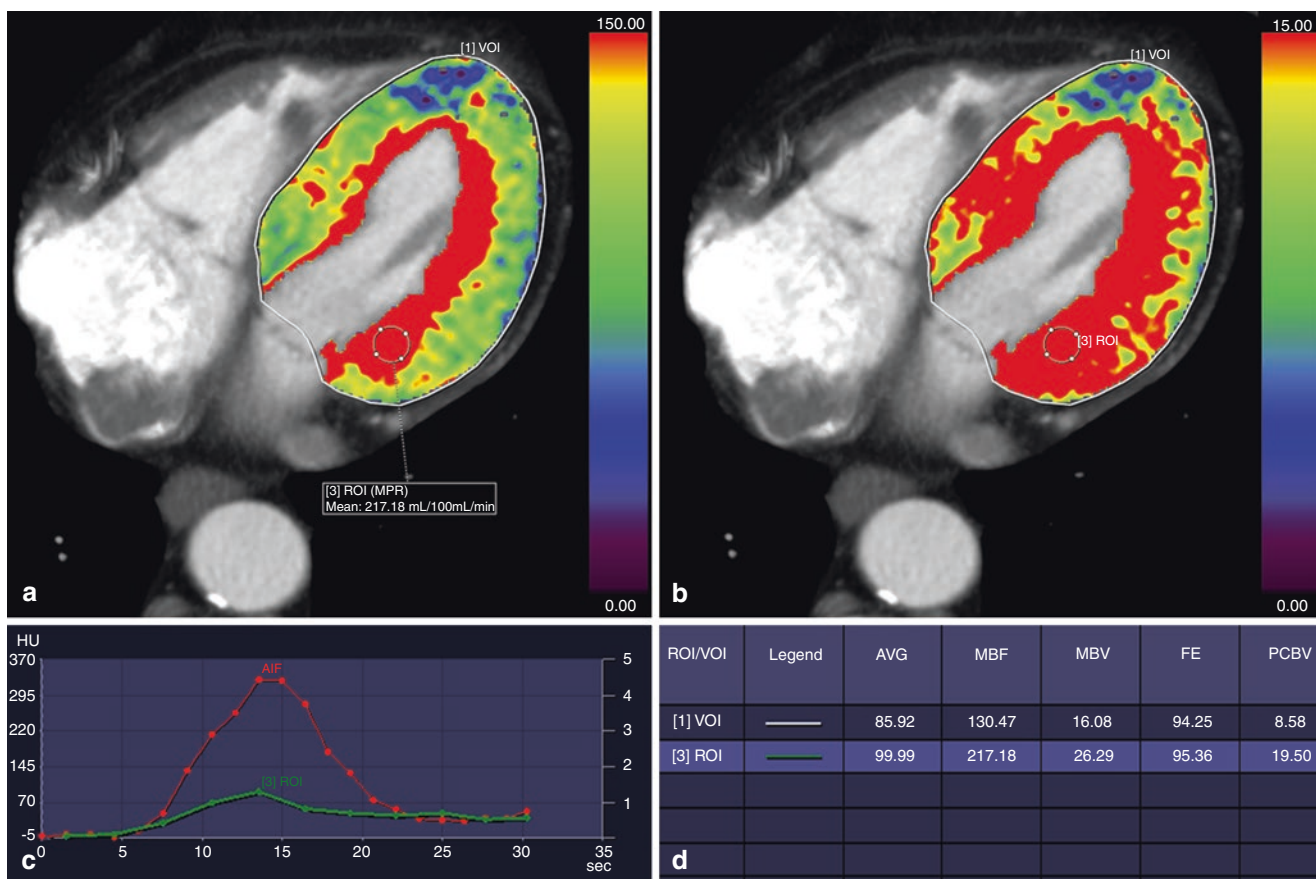 150.00
[1] VOI
[3] ROI (MPR)
Mean: 217.18 mL/100mL/min
a
0.00
15.00
[1] VOI
[3] ROI
b
0.00
HU
370
295
220
145
70
-5
AIF
[3] ROI
5
4
3
2
1
0 5 10 15 20 25 30 35
sec
c
ROI/VOI Legend AVG MBF MBV FE PCBV
[1] VOI 85.92 130.47 16.08 94.25 8.58
[3] ROI 99.99 217.18 26.29 95.36 19.50
d